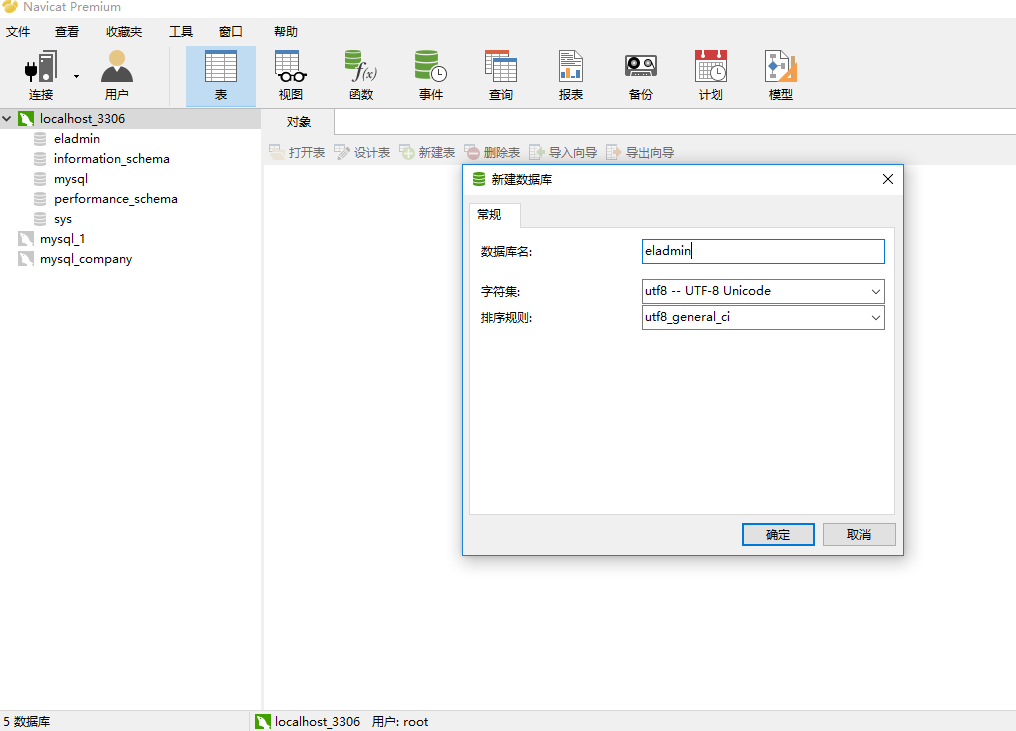 Navicat Premium
文件 查看 收藏夹 工具 窗口 帮助
连接 用户 表 视图 函数 事件 查询 报表 备份 计划 模型
localhost_3306
eladmin
information_schema
mysql
performance_schema
sys
mysql_1
mysql_company
对象
打开表 设计表 新建表 删除表 导入向导 导出向导
新建数据库
常规
数据库名: eladmin
字符集: utf8 -- UTF-8 Unicode
排序规则: utf8_general_ci
确定 取消
5 数据库 localhost_3306 用户: root